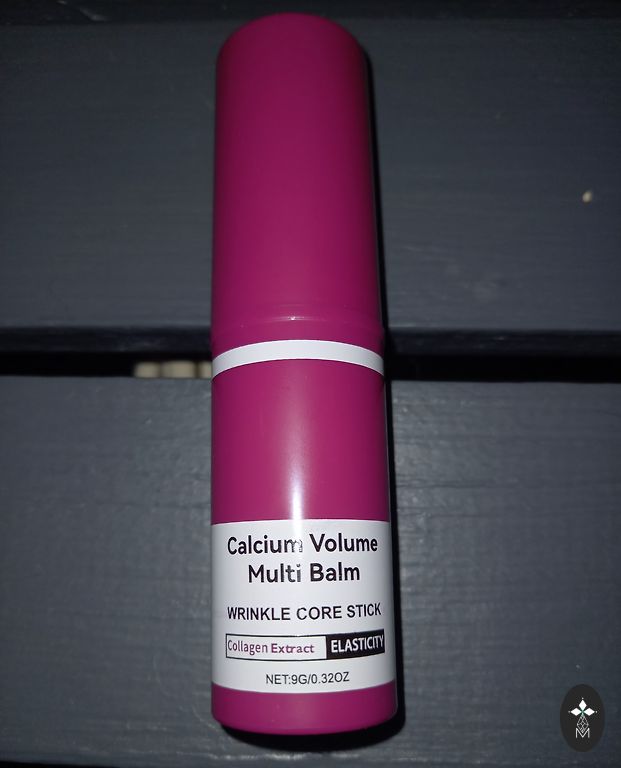 Calcium Volume
Multi Balm
WRINKLE CORE STICK
Collagen Extract ELASTICITY
NET:9G/0.32OZ
M